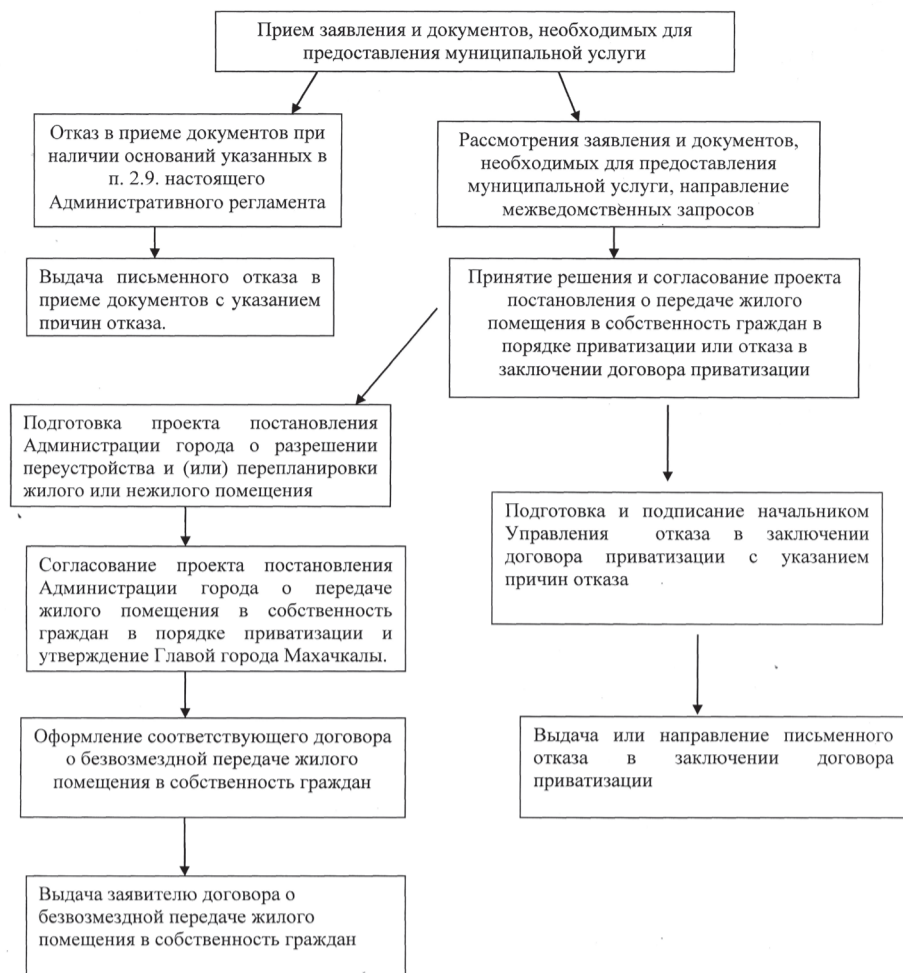 Прием заявления и документов, необходимых для
предоставления муниципальной услуги
Отказ в приеме документов при
наличии оснований указанных в
п. 2.9. настоящего
Административного регламента
Рассмотрения заявления и документов,
необходимых для предоставления
муниципальной услуги, направление
межведомственных запросов
Выдача письменного отказа в
приеме документов с указанием
причин отказа.
Принятие решения и согласование проекта
постановления о передаче жилого
помещения в собственность граждан в
порядке приватизации или отказа в
заключении договора приватизации
Подготовка проекта постановления
Администрации города о разрешении
переустройства и (или) перепланировки
жилого или нежилого помещения
Подготовка и подписание начальником
Управления отказа в заключении
договора приватизации с указанием
причин отказа
Согласование проекта постановления
Администрации города о передаче
жилого помещения в собственность
граждан в порядке приватизации и
утверждение Главой города Махачкалы.
Оформление соответствующего договора
о безвозмездной передаче жилого
помещения в собственность граждан
Выдача или направление письменного
отказа в заключении договора
приватизации
Выдача заявителю договора о
безвозмездной передаче жилого
помещения в собственность граждан